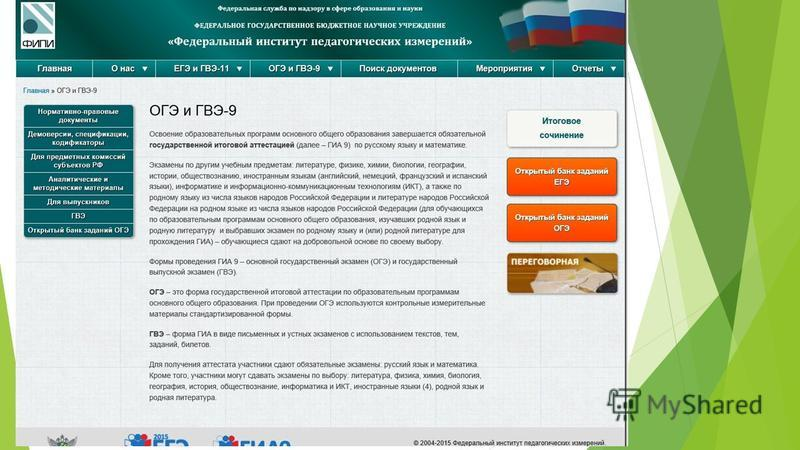 Федеральная служба по надзору в сфере образования и науки
ФЕДЕРАЛЬНОЕ ГОСУДАРСТВЕННОЕ БЮДЖЕТНОЕ НАУЧНОЕ УЧРЕЖДЕНИЕ
«Федеральный институт педагогических измерений»
ФИПИ
Главная О нас ЕГЭ и ГВЭ-11 ОГЭ и ГВЭ-9 Поиск документов Мероприятия Отчеты
Главная » ОГЭ и ГВЭ-9
Нормативно-правовые
документы
Демоверсии, спецификации,
кодификаторы
Для предметных комиссий
субъектов РФ
Аналитические и
методические материалы
Для выпускников
ГВЭ
Открытый банк заданий ОГЭ
ОГЭ и ГВЭ-9
Освоение образовательных программ основного общего образования завершается обязательной
государственной итоговой аттестацией (далее – ГИА 9) по русскому языку и математике.
Экзамены по другим учебным предметам: литературе, физике, химии, биологии, географии,
истории, обществознанию, иностранным языкам (английский, немецкий, французский и испанский
языки), информатике и информационно-коммуникационным технологиям (ИКТ), а также по
родному языку из числа языков народов Российской Федерации и литературе народов Российской
Федерации на родном языке из числа языков народов Российской Федерации (для обучающихся
по образовательным программам основного общего образования, изучавших родной язык и
родную литературу и выбравших экзамен по родному языку и (или) родной литературе для
прохождения ГИА) – обучающиеся сдают на добровольной основе по своему выбору.
Формы проведения ГИА 9 – основной государственный экзамен (ОГЭ) и государственный
выпускной экзамен (ГВЭ).
ОГЭ – это форма государственной итоговой аттестации по образовательным программам
основного общего образования. При проведении ОГЭ используются контрольные измерительные
материалы стандартизированной формы.
ГВЭ – форма ГИА в виде письменных и устных экзаменов с использованием текстов, тем,
заданий, билетов.
Для получения аттестата участники сдают обязательные экзамены: русский язык и математика.
Кроме того, участники могут сдавать экзамены по выбору: литература, физика, химия, биология,
география, история, обществознание, информатика и ИКТ, иностранные языки (4), родной язык и
родная литература.
Итоговое
сочинение
Открытый банк заданий
ЕГЭ
Открытый банк заданий
ОГЭ
ПЕРЕГОВОРНАЯ
MyShared
2015
ЕГЭ
ГИА9
© 2004-2015 Федеральный институт педагогических измерений.